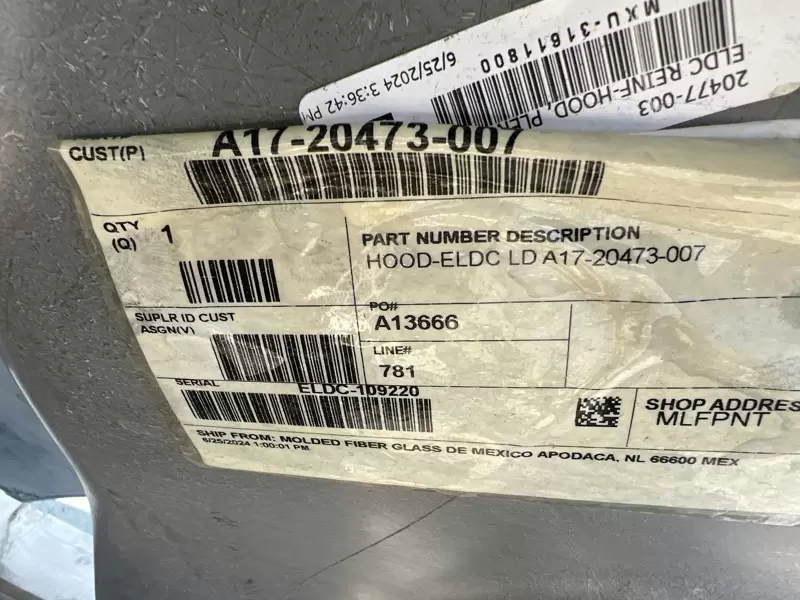 20477-003
ELDC REINF-HOOD, PLEN
MXU-31611800
6/25/2024 3:36:42 PM
CUST(P)
A17-20473-007
QTY
(Q)
1
PART NUMBER DESCRIPTION
HOOD-ELDC LD A17-20473-007
SUPLR ID CUST
ASGN(V)
PO#
A13666
LINE#
781
SERIAL
ELDC-109220
SHOP ADDRESS
MLFPNT
SHIP FROM: MOLDED FIBER GLASS DE MEXICO APODACA, NL 66600 MEX
6/25/2024 1:00:01 PM